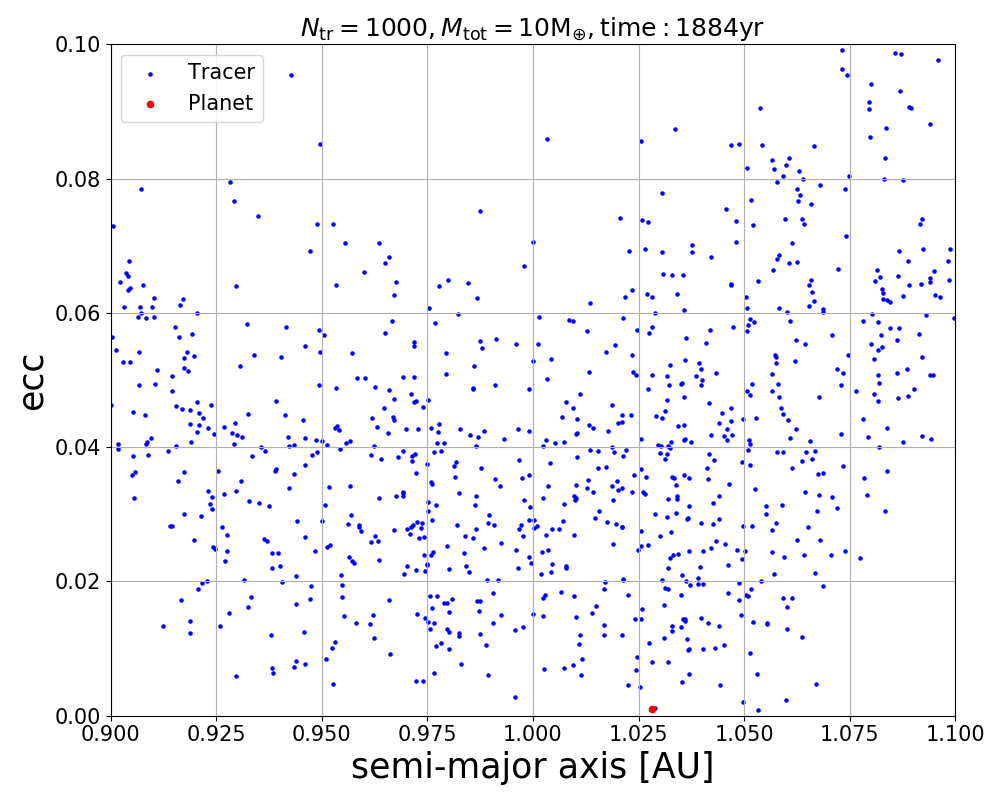 N_tr = 1000, M_tot = 10M_⊕, time : 1884yr
Tracer
Planet
0.10
0.08
0.06
0.04
0.02
0.00
ecc
0.900 0.925 0.950 0.975 1.000 1.025 1.050 1.075 1.100
semi-major axis [AU]